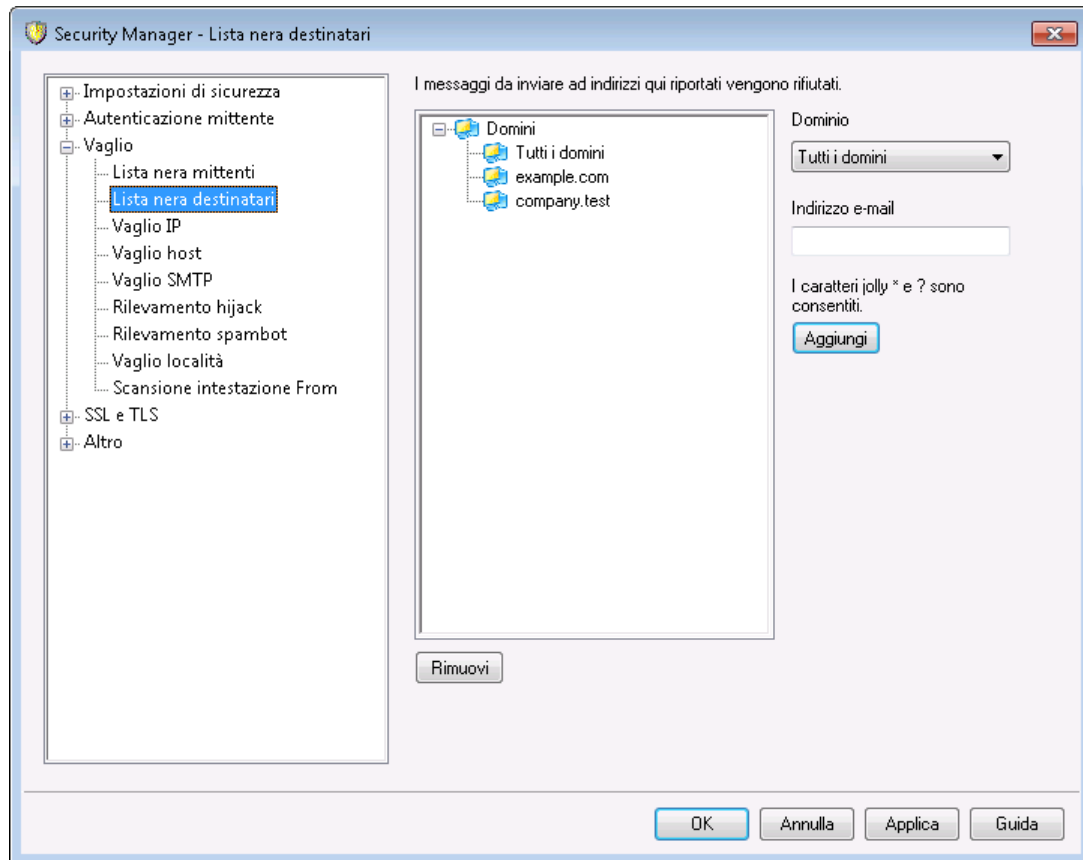 Security Manager - Lista nera destinatari
Impostazioni di sicurezza
Autenticazione mittente
Vaglio
Lista nera mittenti
Lista nera destinatari
Vaglio IP
Vaglio host
Vaglio SMTP
Rilevamento hijack
Rilevamento spambot
Vaglio località
Scansione intestazione From
SSL e TLS
Altro
I messaggi da inviare ad indirizzi qui riportati vengono rifiutati.
Domini
Tutti i domini
example.com
company.test
Rimuovi
Dominio
Tutti i domini
Indirizzo e-mail
I caratteri jolly * e ? sono
consentiti.
Aggiungi
OK
Annulla
Applica
Guida